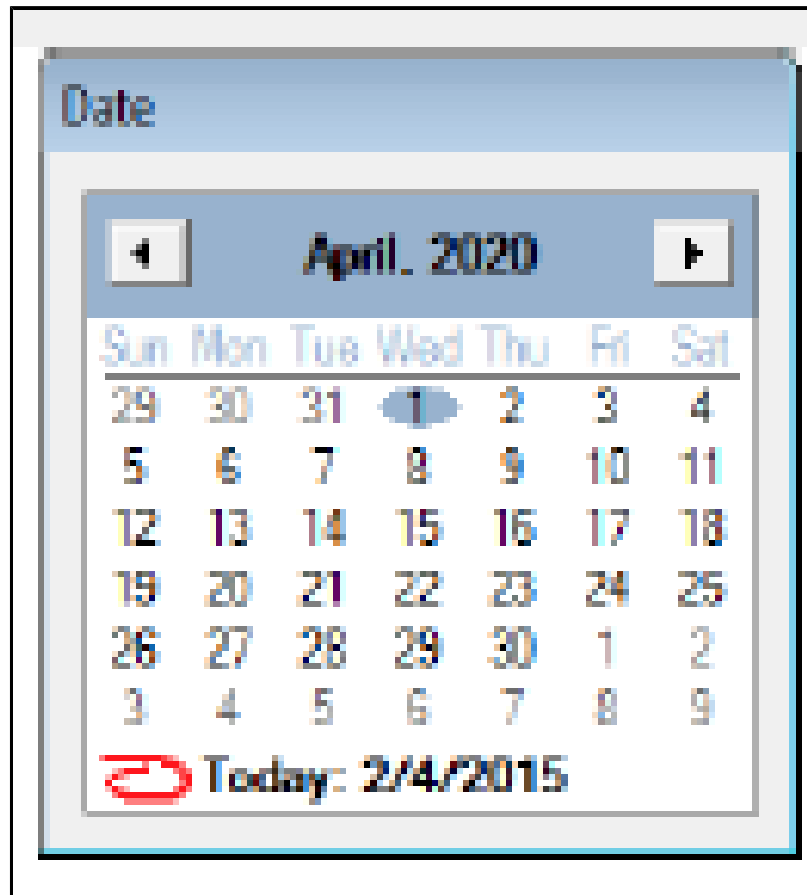 Date
April, 2020
Sun Mon Tue Wed Thu Fri Sat
29 30 31 1 2 3 4
5 6 7 8 9 10 11
12 13 14 15 16 17 18
19 20 21 22 23 24 25
26 27 28 29 30 1 2
3 4 5 6 7 8 9
Today: 2/4/2015